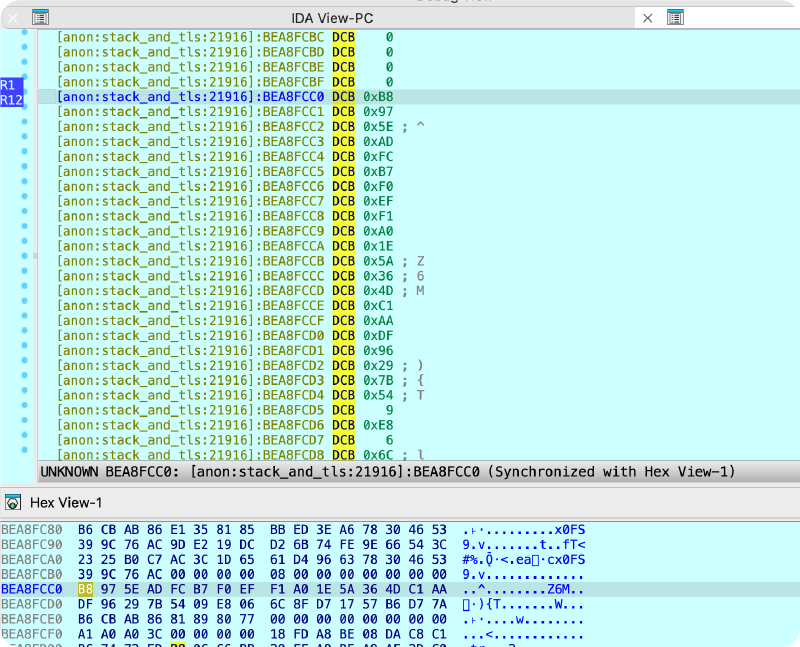 IDA View-PC
[anon:stack_and_tls:21916]:BEA8FCBC DCB 0
[anon:stack_and_tls:21916]:BEA8FCBD DCB 0
[anon:stack_and_tls:21916]:BEA8FCBE DCB 0
[anon:stack_and_tls:21916]:BEA8FCBF DCB 0
R1
R12
[anon:stack_and_tls:21916]:BEA8FCC0 DCB 0xB8
[anon:stack_and_tls:21916]:BEA8FCC1 DCB 0x97
[anon:stack_and_tls:21916]:BEA8FCC2 DCB 0x5E ; ^
[anon:stack_and_tls:21916]:BEA8FCC3 DCB 0xAD
[anon:stack_and_tls:21916]:BEA8FCC4 DCB 0xFC
[anon:stack_and_tls:21916]:BEA8FCC5 DCB 0xB7
[anon:stack_and_tls:21916]:BEA8FCC6 DCB 0xF0
[anon:stack_and_tls:21916]:BEA8FCC7 DCB 0xEF
[anon:stack_and_tls:21916]:BEA8FCC8 DCB 0xF1
[anon:stack_and_tls:21916]:BEA8FCC9 DCB 0xA0
[anon:stack_and_tls:21916]:BEA8FCCA DCB 0x1E
[anon:stack_and_tls:21916]:BEA8FCCB DCB 0x5A ; Z
[anon:stack_and_tls:21916]:BEA8FCCC DCB 0x36 ; 6
[anon:stack_and_tls:21916]:BEA8FCCD DCB 0x4D ; M
[anon:stack_and_tls:21916]:BEA8FCCE DCB 0xC1
[anon:stack_and_tls:21916]:BEA8FCCF DCB 0xAA
[anon:stack_and_tls:21916]:BEA8FCD0 DCB 0xDF
[anon:stack_and_tls:21916]:BEA8FCD1 DCB 0x96
[anon:stack_and_tls:21916]:BEA8FCD2 DCB 0x29 ; )
[anon:stack_and_tls:21916]:BEA8FCD3 DCB 0x7B ; {
[anon:stack_and_tls:21916]:BEA8FCD4 DCB 0x54 ; T
[anon:stack_and_tls:21916]:BEA8FCD5 DCB 9
[anon:stack_and_tls:21916]:BEA8FCD6 DCB 0xE8
[anon:stack_and_tls:21916]:BEA8FCD7 DCB 6
[anon:stack_and_tls:21916]:BEA8FCD8 DCB 0x6C ; l
UNKNOWN BEA8FCC0: [anon:stack_and_tls:21916]:BEA8FCC0 (Synchronized with Hex View-1)
Hex View-1
BEA8FC80 B6 CB AB 86 E1 35 81 85 BB ED 3E A6 78 30 46 53 .˫.........x0FS
BEA8FC90 39 9C 76 AC 9D E2 19 DC D2 6B 74 FE 9E 66 54 3C 9.v.......t..fT<
BEA8FCA0 23 25 B0 C7 AC 3C 1D 65 61 D4 96 63 78 30 46 53 #%.Ǭ<.eaԖcx0FS
BEA8FCB0 39 9C 76 AC 00 00 00 00 08 00 00 00 00 00 00 00 9.v.............
BEA8FCC0 B8 97 5E AD FC B7 F0 EF F1 A0 1E 5A 36 4D C1 AA ..^........Z6M..
BEA8FCD0 DF 96 29 7B 54 09 E8 06 6C 8F D7 17 57 B6 D7 7A ߖ){T.......W...
BEA8FCE0 B6 CB AB 86 81 89 80 77 00 00 00 00 00 00 00 00 .˫....w........
BEA8FCF0 A1 A0 A0 3C 00 00 00 00 18 FD A8 BE 08 DA C8 C1 ...<............